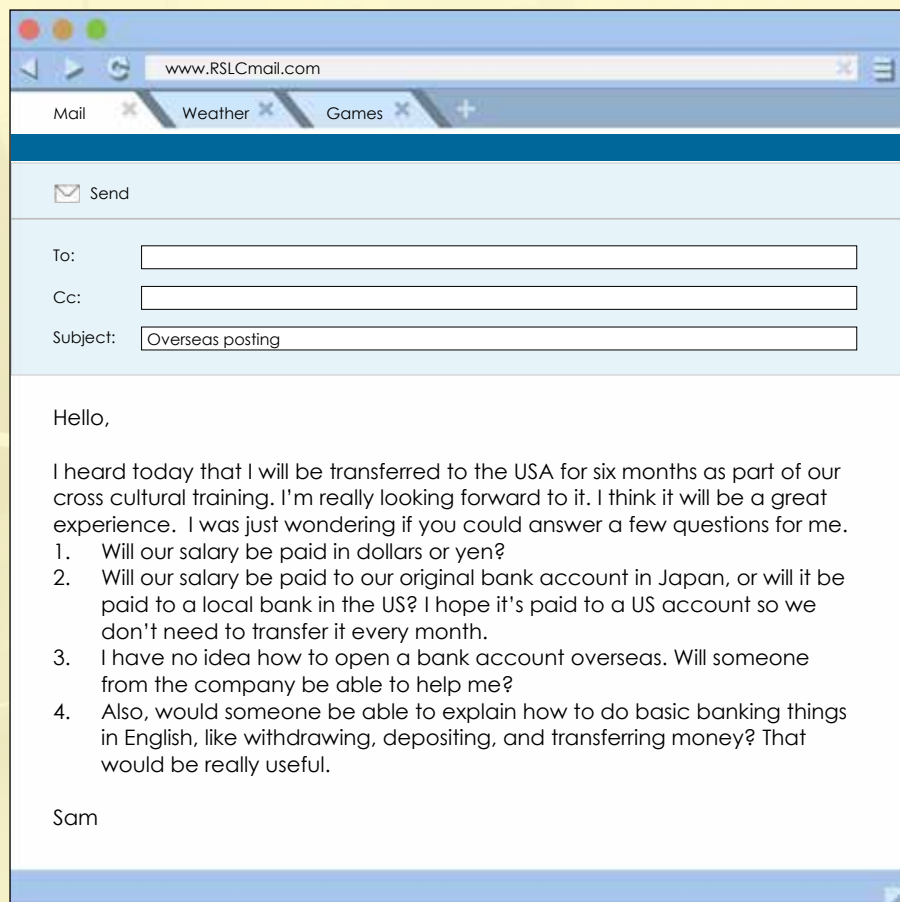 www.RSLCmail.com
Mail
Weather
Games
Send
To:
Cc:
Subject: Overseas posting
Hello,
I heard today that I will be transferred to the USA for six months as part of our
cross cultural training. I'm really looking forward to it. I think it will be a great
experience.  I was just wondering if you could answer a few questions for me.
1. Will our salary be paid in dollars or yen?
2. Will our salary be paid to our original bank account in Japan, or will it be
paid to a local bank in the US? I hope it's paid to a US account so we
don't need to transfer it every month.
3. I have no idea how to open a bank account overseas. Will someone
from the company be able to help me?
4. Also, would someone be able to explain how to do basic banking things
in English, like withdrawing, depositing, and transferring money? That
would be really useful.
Sam